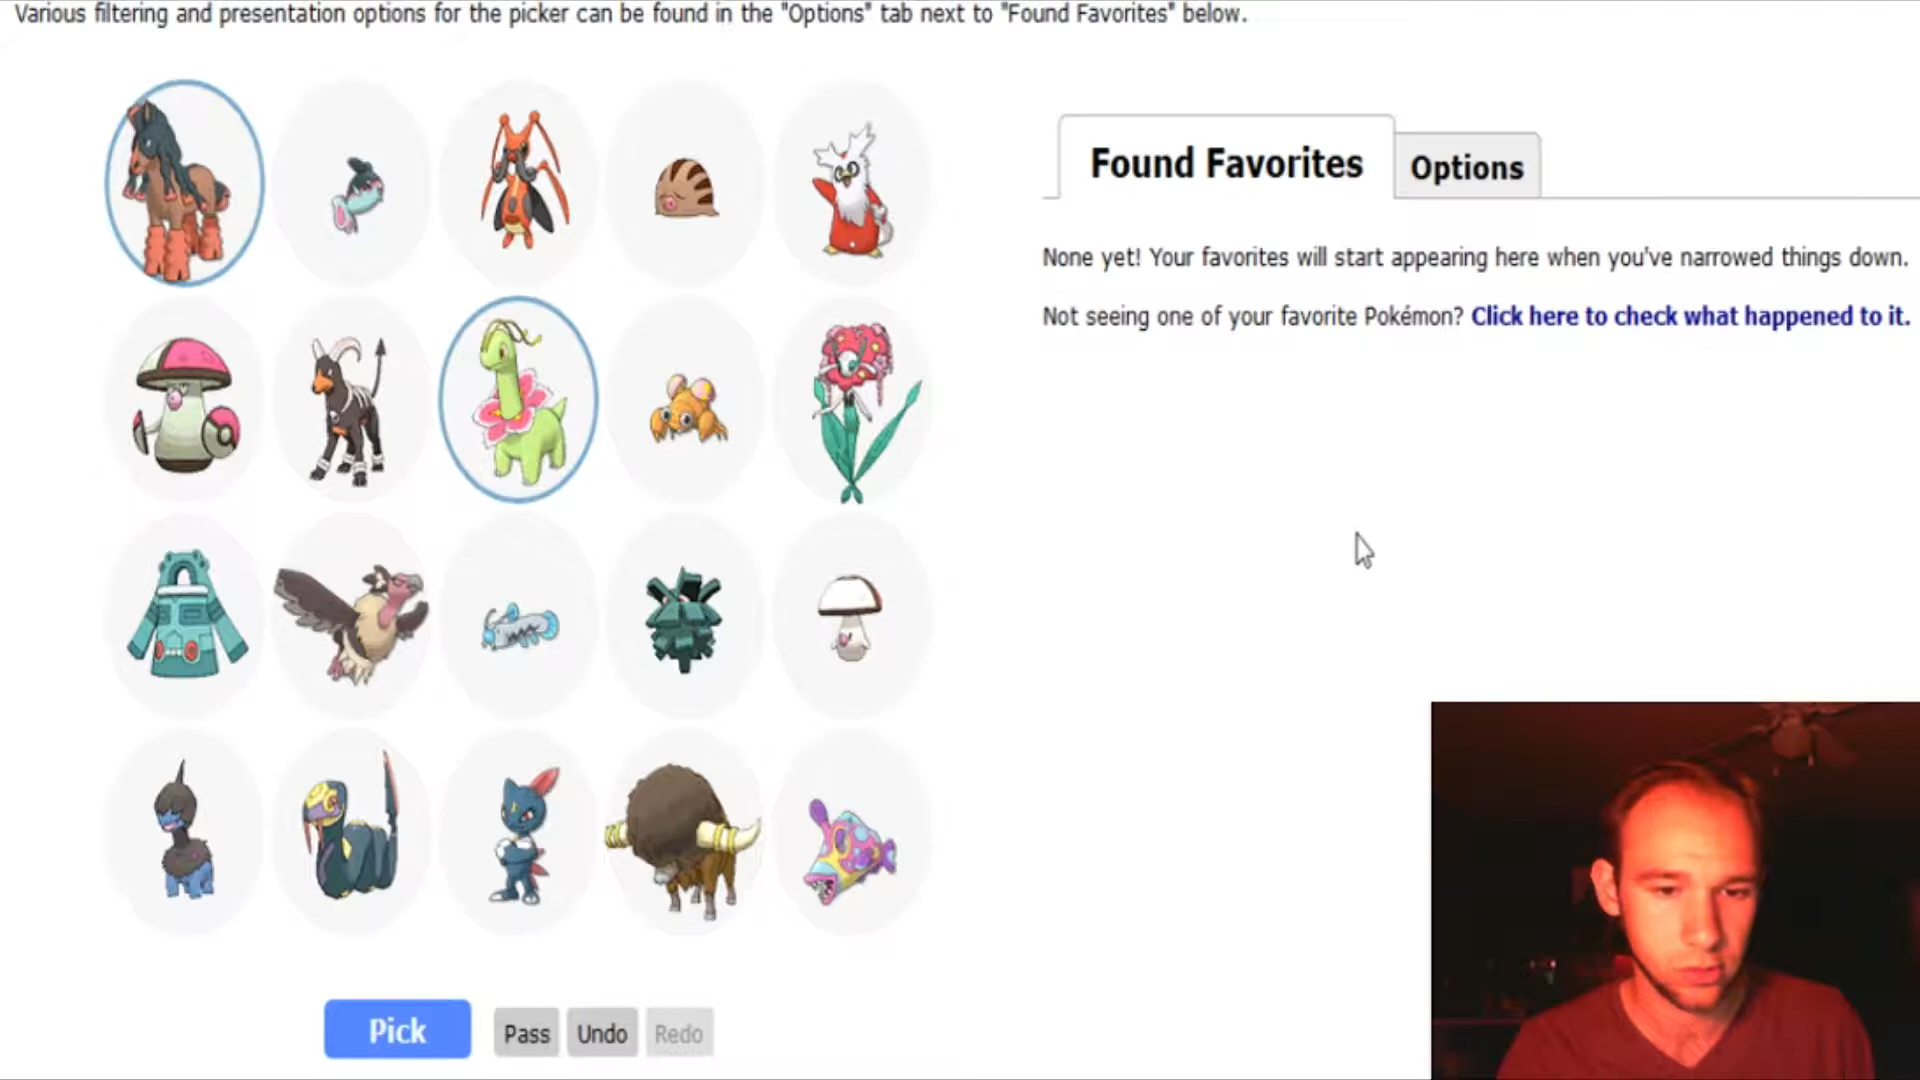 Various filtering and presentation options for the picker can be found in the "Options" tab next to "Found Favorites" below.
Found Favorites
Options
None yet! Your favorites will start appearing here when you've narrowed things down.
Not seeing one of your favorite Pokémon? Click here to check what happened to it.
Pick
Pass
Undo
Redo